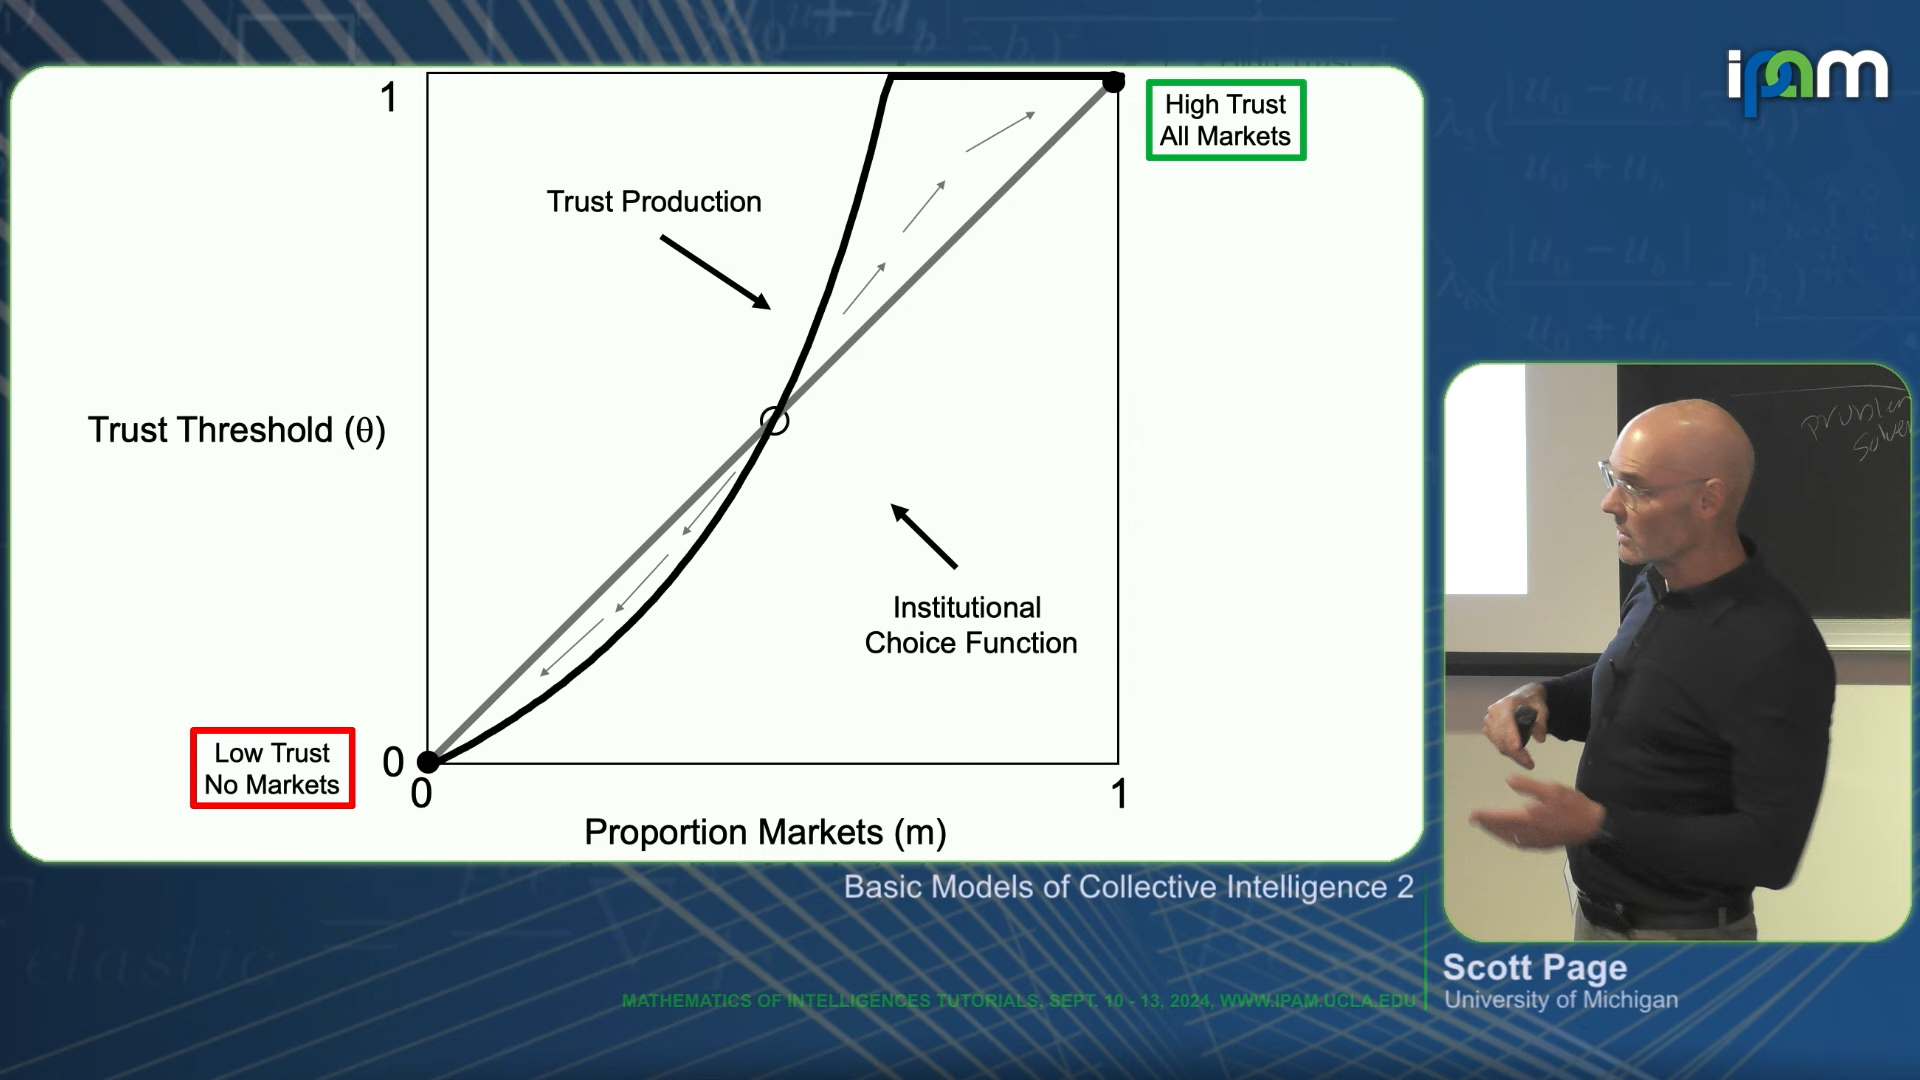 ipam
1
High Trust
All Markets
Trust Production
Trust Threshold (θ)
Institutional
Choice Function
Low Trust
No Markets
0
0
1
Proportion Markets (m)
Problem
Basic Models of Collective Intelligence 2
Scott Page
University of Michigan
MATHEMATICS OF INTELLIGENCES TUTORIALS, SEPT. 10 - 13, 2024, WWW.IPAM.UCLA.EDU
elastic